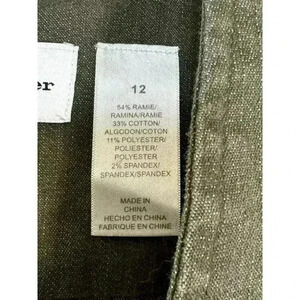 er
12
54% RAMIE/
RAMINA/RAMIE
33% COTTON/
ALGODON/COTON
11% POLYESTER/
POLIESTER/
POLYESTER
2% SPANDEX/
SPANDEX/SPANDEX
MADE IN
CHINA
HECHO EN CHINA
FABRIQUE EN CHINE